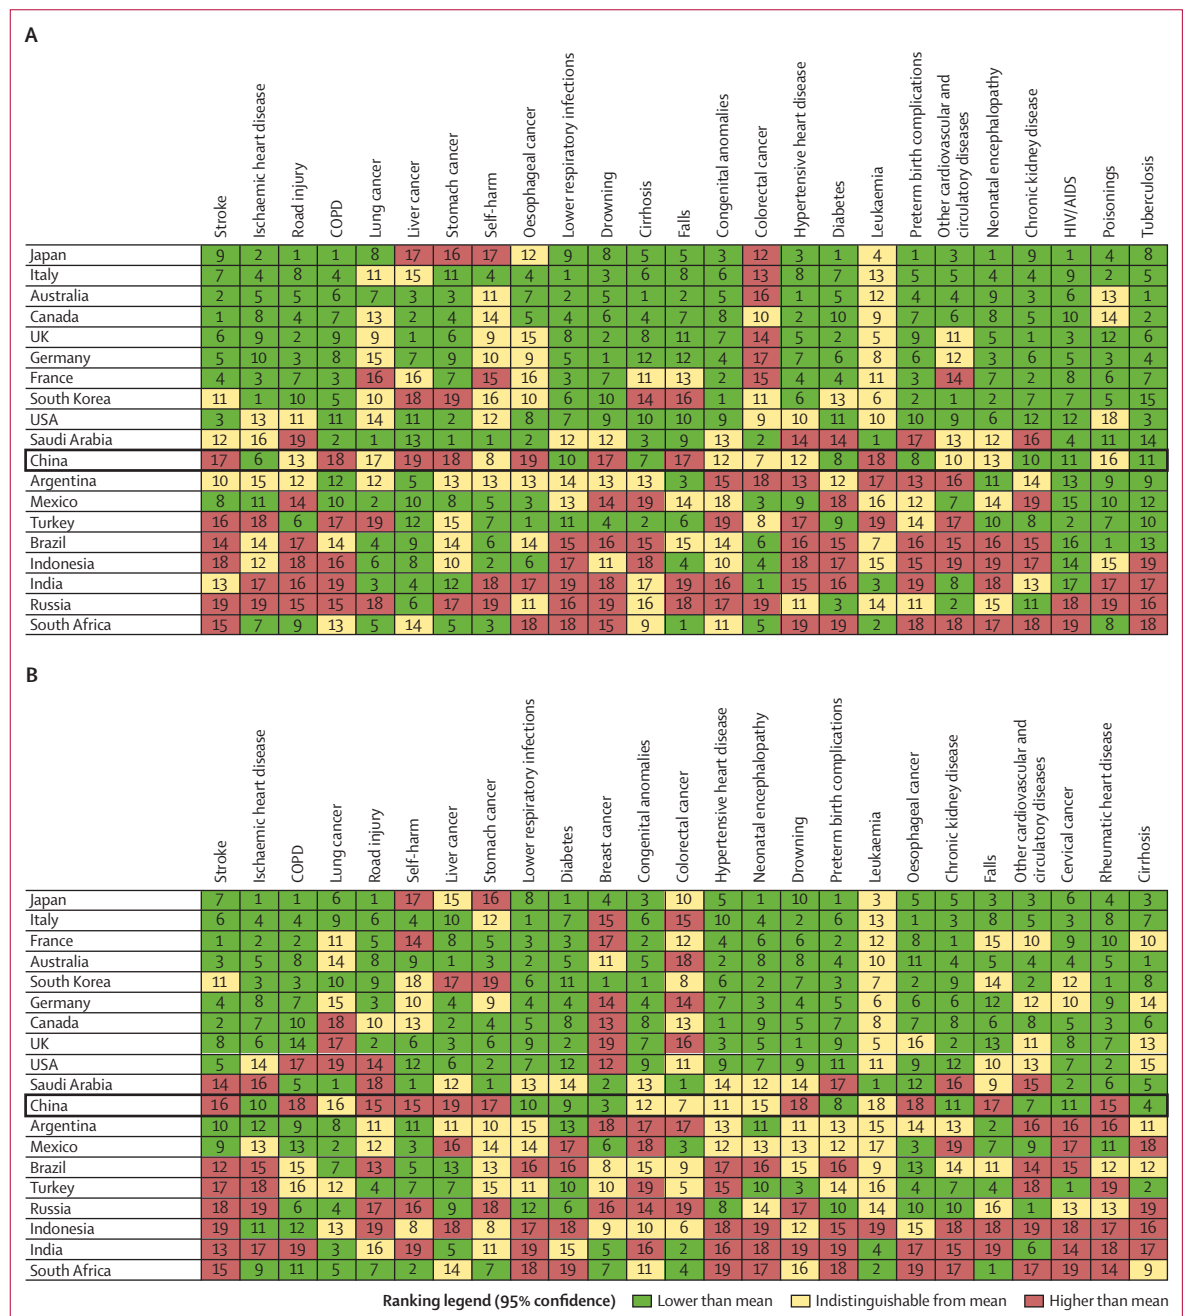 A
Stroke
Ischaemic heart disease
Road injury
COPD
Lung cancer
Liver cancer
Stomach cancer
Self-harm
Oesophageal cancer
Lower respiratory infections
Drowning
Cirrhosis
Falls
Congenital anomalies
Colorectal cancer
Hypertensive heart disease
Diabetes
Leukaemia
Preterm birth complications
Other cardiovascular and
circulatory diseases
Neonatal encephalopathy
Chronic kidney disease
HIV/AIDS
Poisonings
Tuberculosis
Japan 9 2 1 1 8 17 16 17 12 9 8 5 5 3 12 3 1 4 1 3 1 9 1 4 8
Italy 7 4 8 4 11 15 11 4 4 1 3 6 8 6 13 8 7 13 5 5 4 4 9 2 5
Australia 2 5 5 6 7 3 3 11 7 2 5 1 2 5 16 1 5 12 4 4 9 3 6 13 1
Canada 1 8 4 7 13 2 4 14 5 4 6 4 7 8 10 2 10 9 7 6 8 5 10 14 2
UK 6 9 2 9 9 1 6 9 15 8 2 8 11 7 14 5 2 5 9 11 5 1 3 12 6
Germany 5 10 3 8 15 7 9 10 9 5 1 12 12 4 17 7 6 8 6 12 3 6 5 3 4
France 4 3 7 3 16 16 7 15 16 3 7 11 13 2 15 4 4 11 3 14 7 2 8 6 7
South Korea 11 1 10 5 10 18 19 16 10 6 10 14 16 1 11 6 13 6 2 1 2 7 7 5 15
USA 3 13 11 11 14 11 2 12 8 7 9 10 10 9 9 10 11 10 10 9 6 12 12 18 3
Saudi Arabia 12 16 19 2 1 13 1 1 2 12 12 3 9 13 2 14 14 1 17 13 12 16 4 11 14
China 17 6 13 18 17 19 18 8 19 10 17 7 17 12 7 12 8 18 8 10 13 10 11 16 11
Argentina 10 15 12 12 12 5 13 13 13 14 13 13 3 15 18 13 12 17 13 16 11 14 13 9 9
Mexico 8 11 14 10 2 10 8 5 3 13 14 19 14 18 3 9 18 16 12 7 14 19 15 10 12
Turkey 16 18 6 17 19 12 15 7 1 11 4 2 6 19 8 17 9 19 14 17 10 8 2 7 10
Brazil 14 14 17 14 4 9 14 6 14 15 16 15 15 14 6 16 15 7 16 15 16 15 16 1 13
Indonesia 18 12 18 16 6 8 10 2 6 17 11 18 4 10 4 18 17 15 15 19 19 17 14 15 19
India 13 17 16 19 3 4 12 18 17 19 18 17 19 16 1 15 16 3 19 8 18 13 17 17 17
Russia 19 19 15 15 18 6 17 19 11 16 19 16 18 17 19 11 3 14 11 2 15 11 18 19 16
South Africa 15 7 9 13 5 14 5 3 18 18 15 9 1 11 5 19 19 2 18 18 17 18 19 8 18
B
Stroke
Ischaemic heart disease
COPD
Lung cancer
Road injury
Self-harm
Liver cancer
Stomach cancer
Lower respiratory infections
Diabetes
Breast cancer
Congenital anomalies
Colorectal cancer
Hypertensive heart disease
Neonatal encephalopathy
Drowning
Preterm birth complications
Leukaemia
Oesophageal cancer
Chronic kidney disease
Falls
Other cardiovascular and
circulatory diseases
Cervical cancer
Rheumatic heart disease
Cirrhosis
Japan 7 1 1 6 1 17 15 16 8 1 4 3 10 5 1 10 1 3 5 5 3 3 6 4 3
Italy 6 4 4 9 6 4 10 12 1 7 15 6 15 10 4 2 6 13 1 3 8 5 3 8 7
France 1 2 2 11 5 14 8 5 3 3 17 2 12 4 6 6 2 12 8 1 15 10 9 10 10
Australia 3 5 8 14 8 9 1 3 2 5 11 5 18 2 8 8 4 10 11 4 5 4 4 5 1
South Korea 11 3 3 10 9 18 17 19 6 11 1 1 8 6 2 7 3 7 2 9 14 2 12 1 8
Germany 4 8 7 15 3 10 4 9 4 4 14 4 14 7 3 4 5 6 6 6 12 12 10 9 14
Canada 2 7 10 18 10 13 2 4 5 8 13 8 13 1 9 5 7 8 7 8 6 8 5 3 6
UK 8 6 14 17 2 6 3 6 9 2 19 7 16 3 5 1 9 5 16 2 13 11 8 7 13
USA 5 14 17 19 14 12 6 2 7 12 12 9 11 9 7 9 11 11 9 12 10 13 7 2 15
Saudi Arabia 14 16 5 1 18 1 12 1 13 14 2 13 1 14 12 14 17 1 12 16 9 15 2 6 5
China 16 10 18 16 15 15 19 17 10 9 3 12 7 11 15 18 8 18 18 11 17 7 11 15 4
Argentina 10 12 9 8 11 11 11 10 15 13 18 17 17 13 11 11 13 15 14 13 2 16 16 16 11
Mexico 9 13 13 2 12 3 16 14 14 17 6 18 3 12 13 13 12 17 3 19 7 9 17 11 18
Brazil 12 15 15 7 13 5 13 13 16 16 8 15 9 17 16 15 16 9 13 14 11 14 15 12 12
Turkey 17 18 16 12 4 7 7 15 11 10 10 19 5 15 10 3 14 16 4 7 4 18 1 19 2
Russia 18 19 6 4 17 16 9 18 12 6 16 14 19 8 14 17 10 14 10 10 16 1 13 13 19
Indonesia 19 11 12 13 19 8 18 8 17 18 9 10 6 18 19 12 15 19 15 18 18 19 18 17 16
India 13 17 19 3 16 19 5 11 19 15 5 16 2 16 18 19 19 4 17 15 19 6 14 18 17
South Africa 15 9 11 5 7 2 14 7 18 19 7 11 4 19 17 16 18 2 19 17 1 17 19 14 9
Ranking legend (95% confidence) Lower than mean Indistinguishable from mean Higher than mean